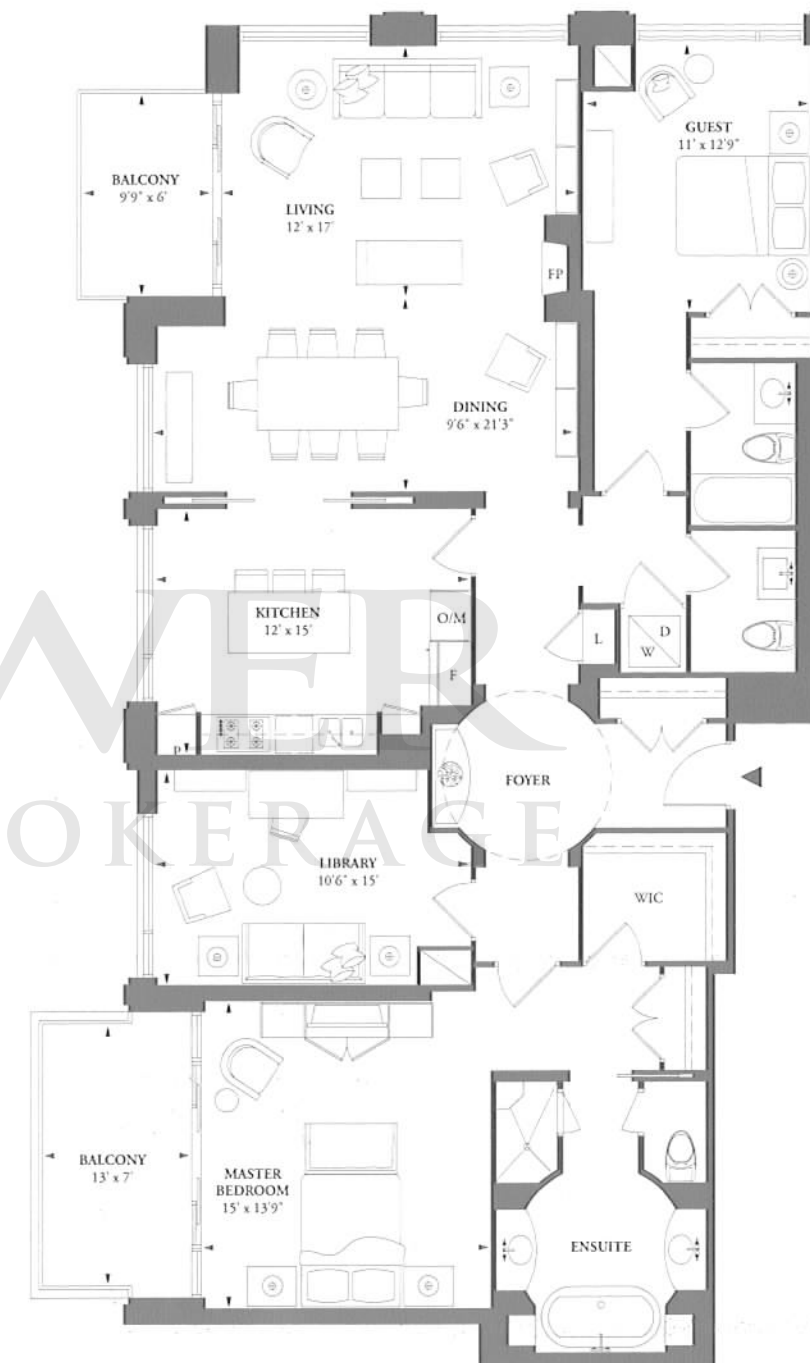 BALCONY
9'9" x 6'
LIVING
12' x 17'
GUEST
11' x 12'9"
FP
DINING
9'6" x 21'3"
KITCHEN
12' x 15'
O/M
F
L
D
W
P
FOYER
LIBRARY
10'6" x 15'
WIC
BALCONY
13' x 7'
MASTER
BEDROOM
15' x 13'9"
ENSUITE
WER
OKERAGE